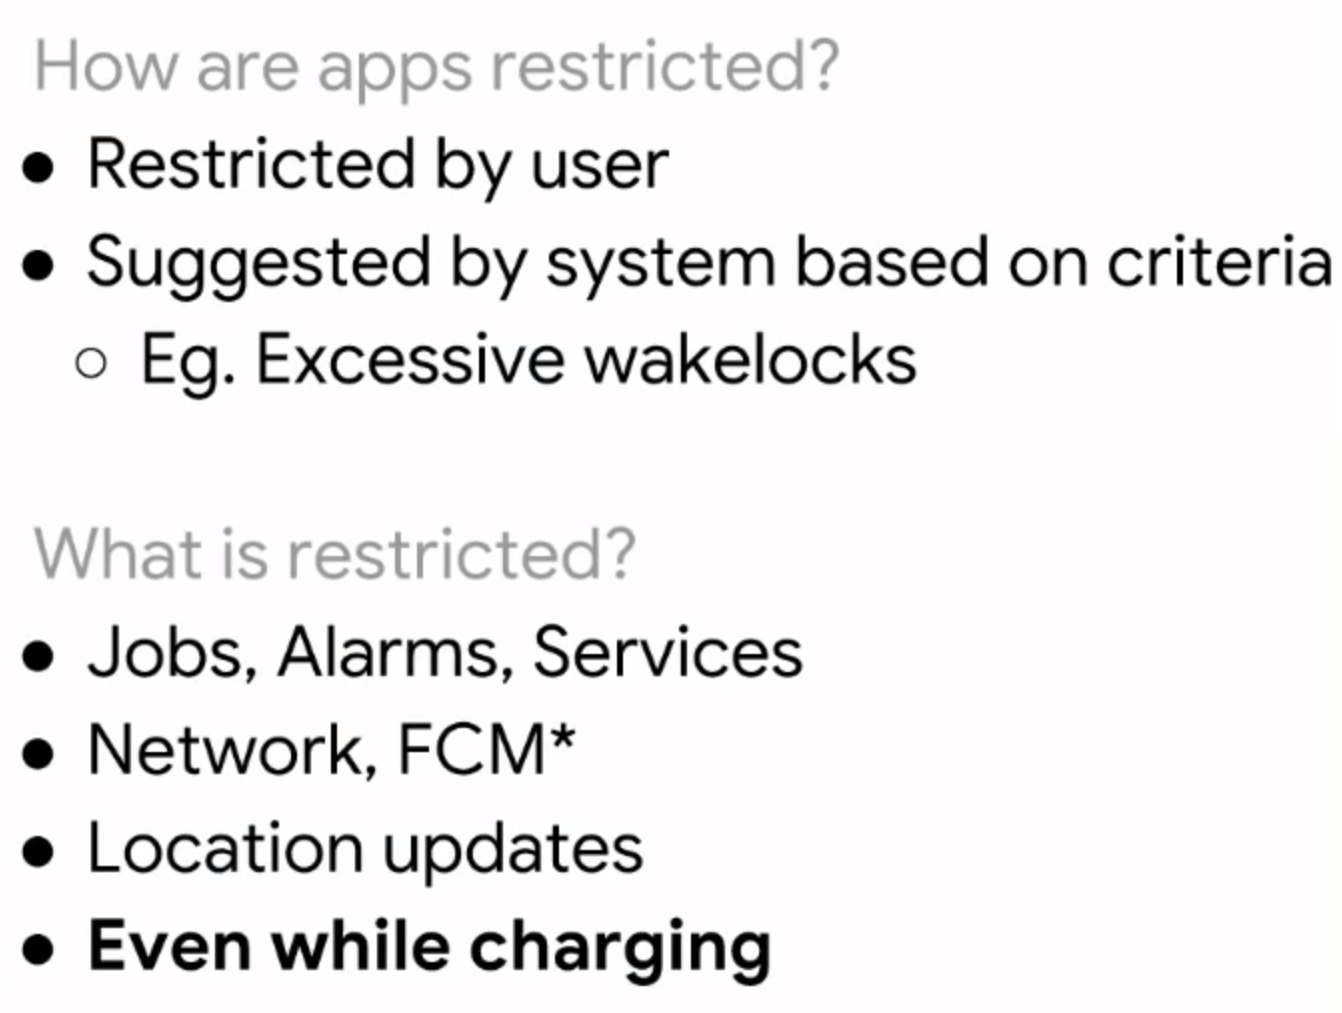 How are apps restricted?
● Restricted by user
● Suggested by system based on criteria
○ Eg. Excessive wakelocks
What is restricted?
● Jobs, Alarms, Services
● Network, FCM*
● Location updates
● Even while charging